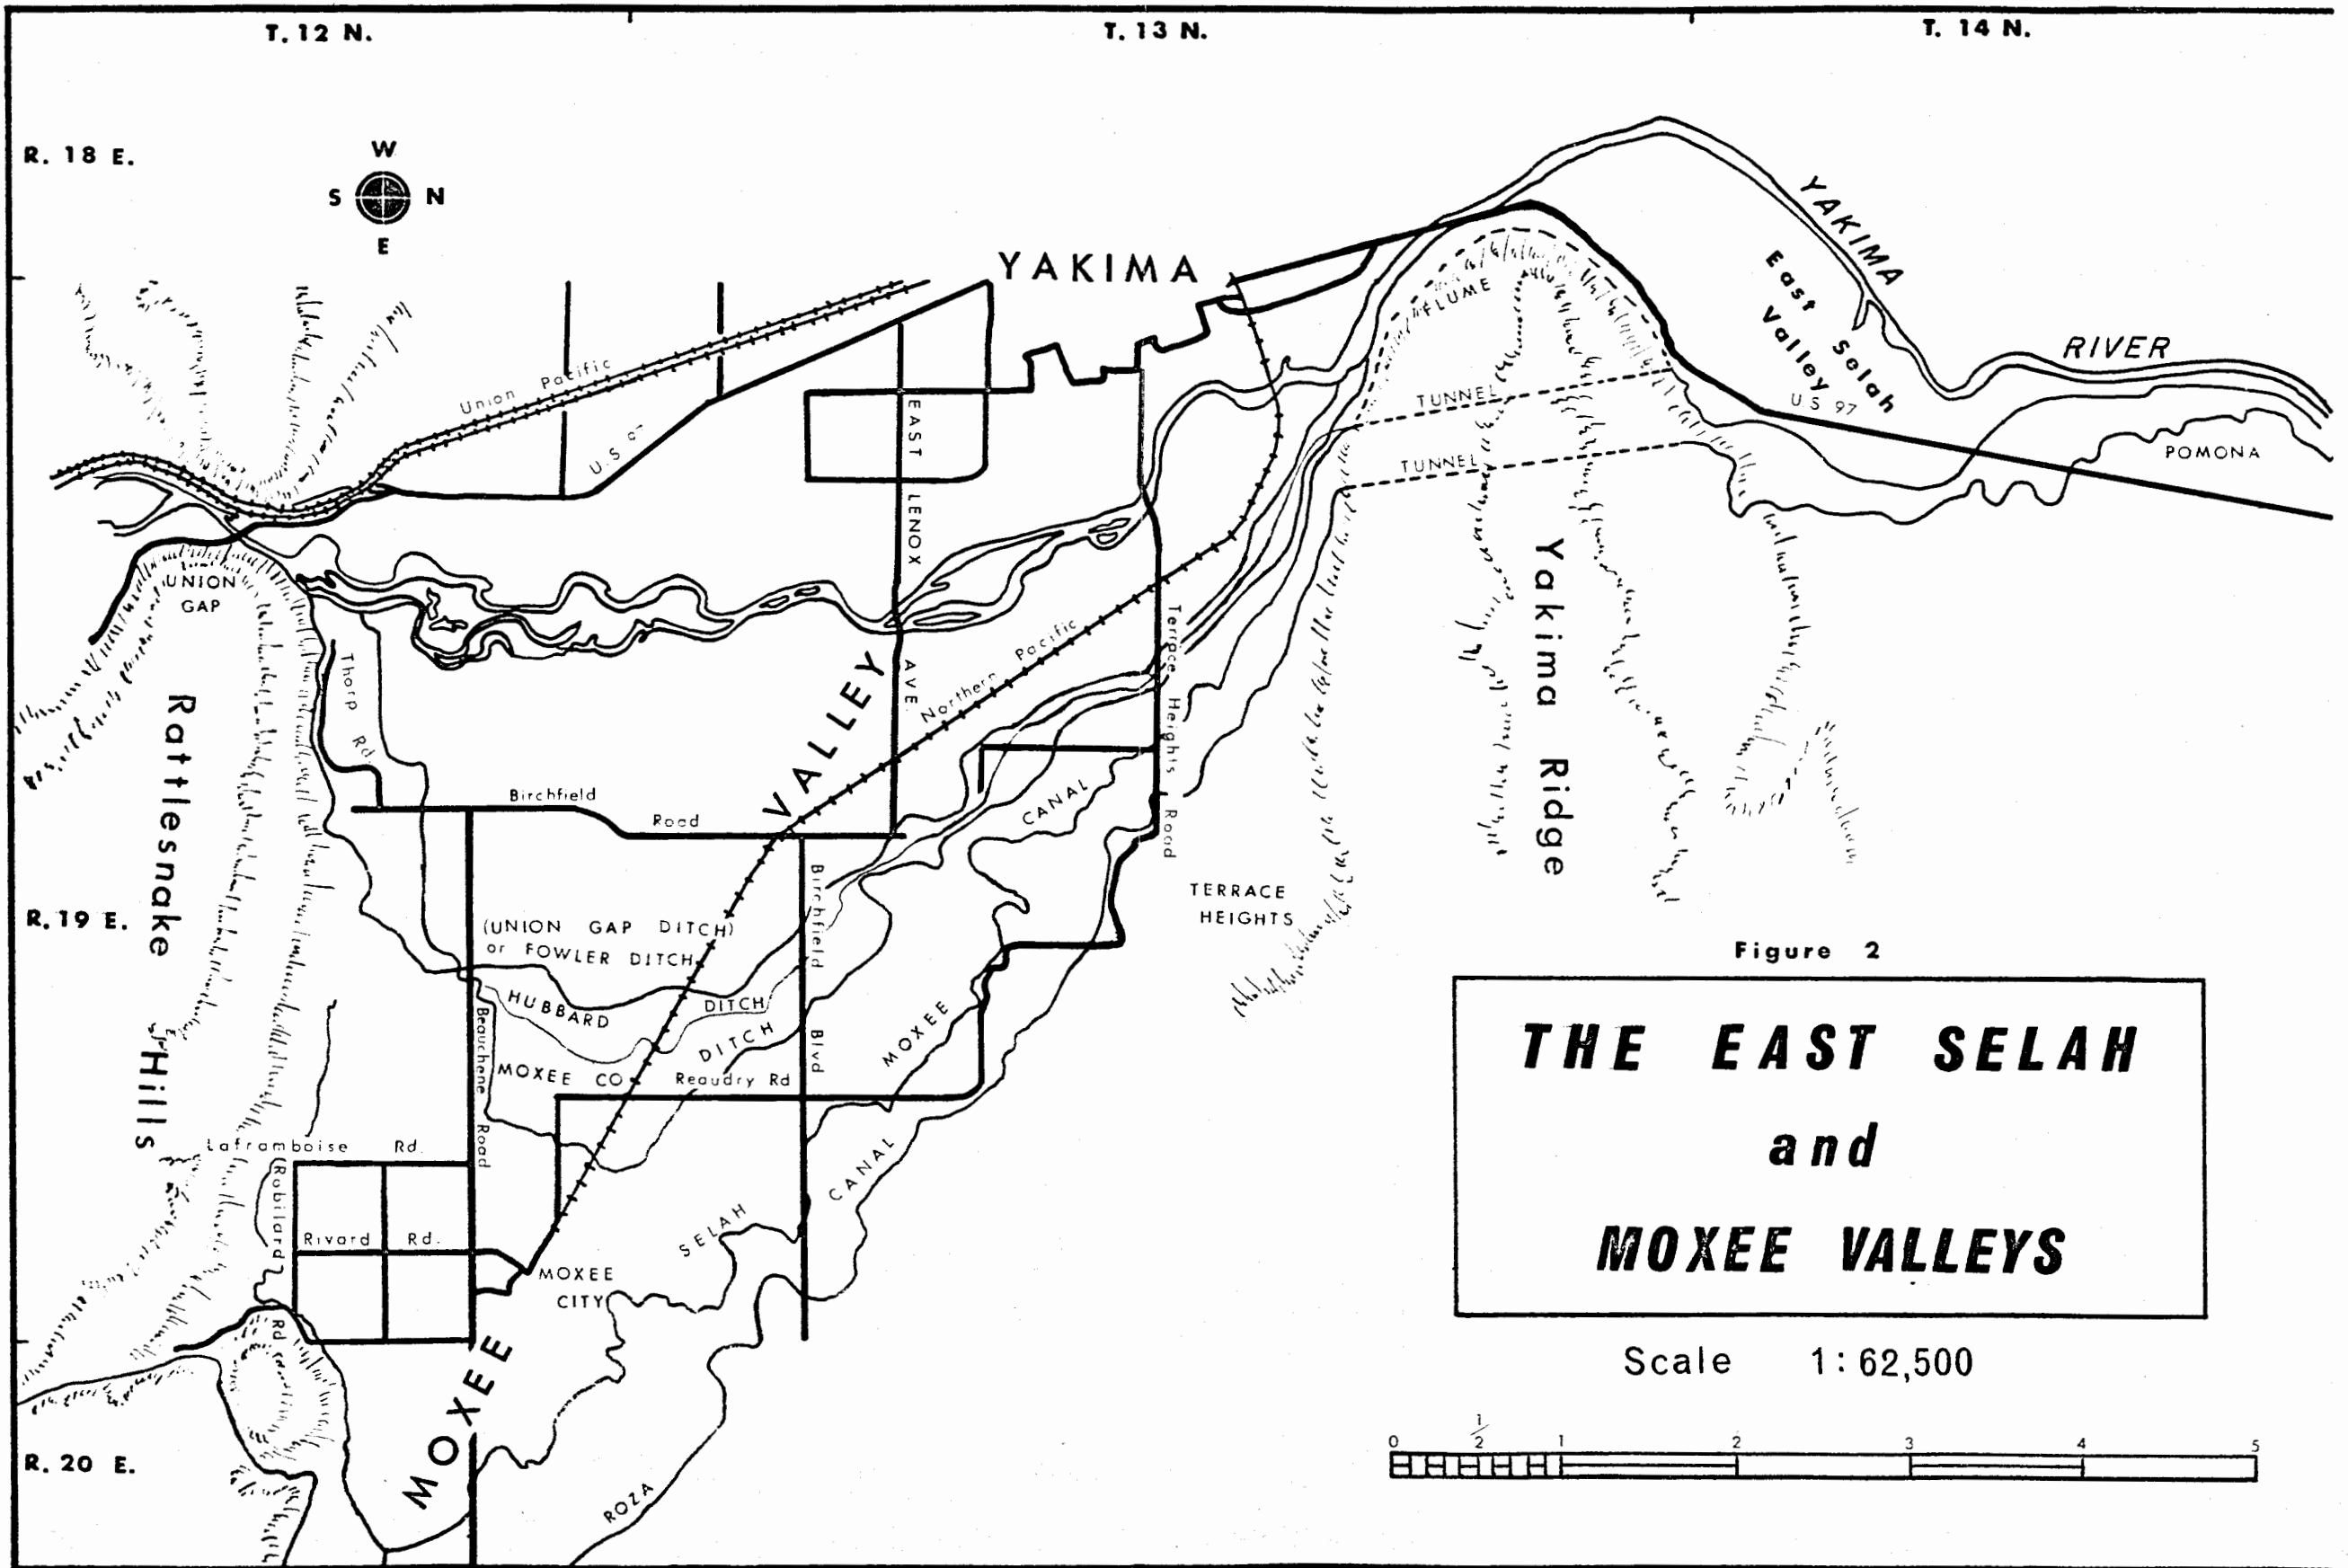 T. 12 N.
T. 13 N.
T. 14 N.
R. 18 E.
W
S N
E
YAKIMA
YAKIMA
RIVER
East Selah
Valley
US 97
POMONA
FLUME
TUNNEL
TUNNEL
Union Pacific
U.S 97
EAST LENOX AVE.
UNION
GAP
Thorp Rd.
Northern Pacific
Terrace Heights Road
Yakima Ridge
Rattlesnake Hills
VALLEY
Birchfield Road
CANAL
Birchfield Blvd
TERRACE
HEIGHTS
R. 19 E.
(UNION GAP DITCH)
or FOWLER DITCH
HUBBARD DITCH
MOXEE CO. DITCH
Beaudry Rd
Beauchene Road
MOXEE
CANAL
SELAH
Laframboise Rd.
Robilard Rd
Rivard Rd.
MOXEE
CITY
MOXEE
ROZA
R. 20 E.
Figure 2
THE EAST SELAH
and
MOXEE VALLEYS
Scale 1:62,500
0 1/2 1 2 3 4 5